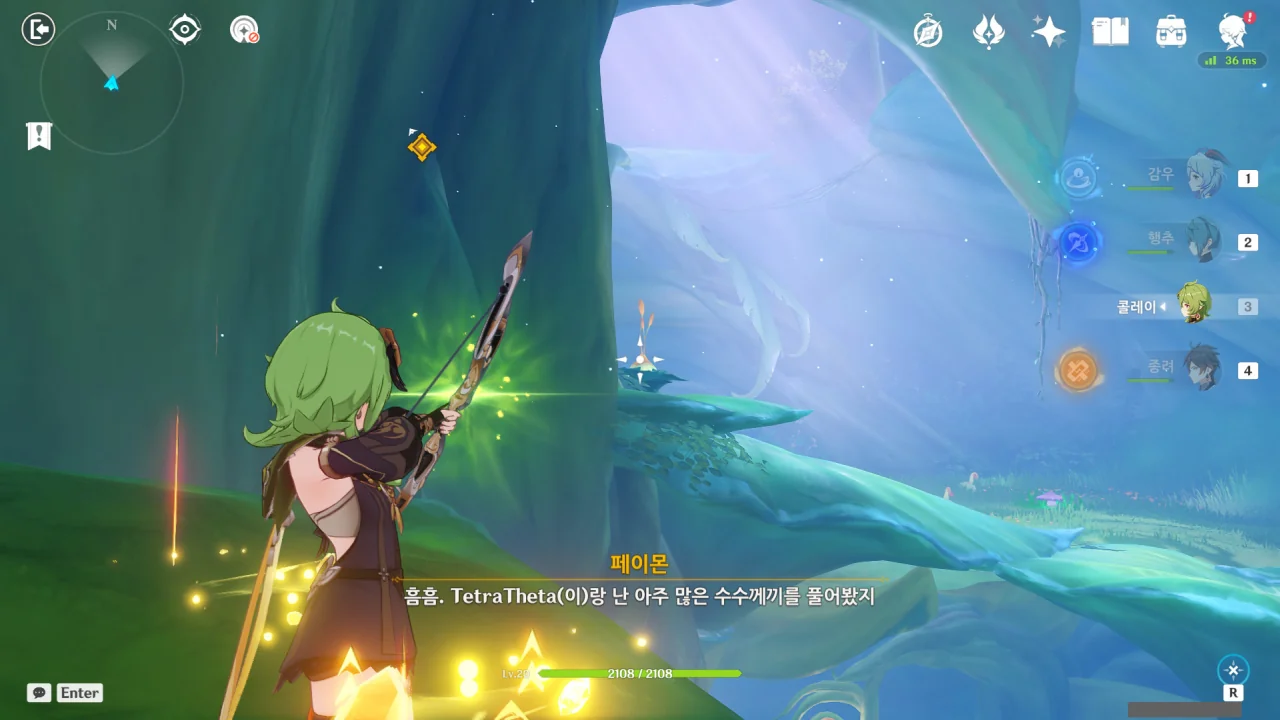 N
36 ms
감우 1
행추 2
콜레이 3
종려 4
페이몬
흠흠. TetraTheta(이)랑 난 아주 많은 수수께끼를 풀어봤지
2108 / 2108
Enter
R